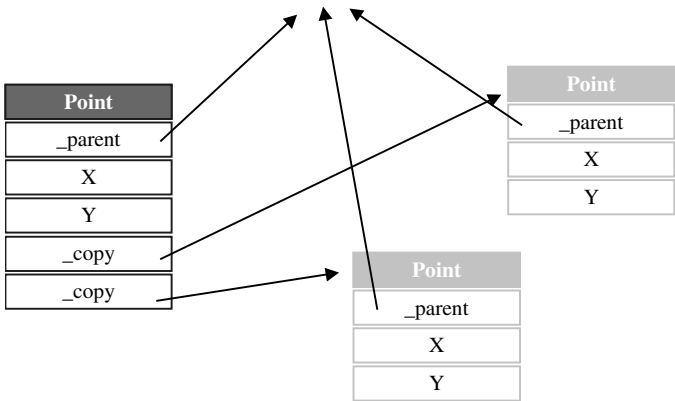 Point
_parent
X
Y
_copy
_copy
Point
_parent
X
Y
Point
_parent
X
Y